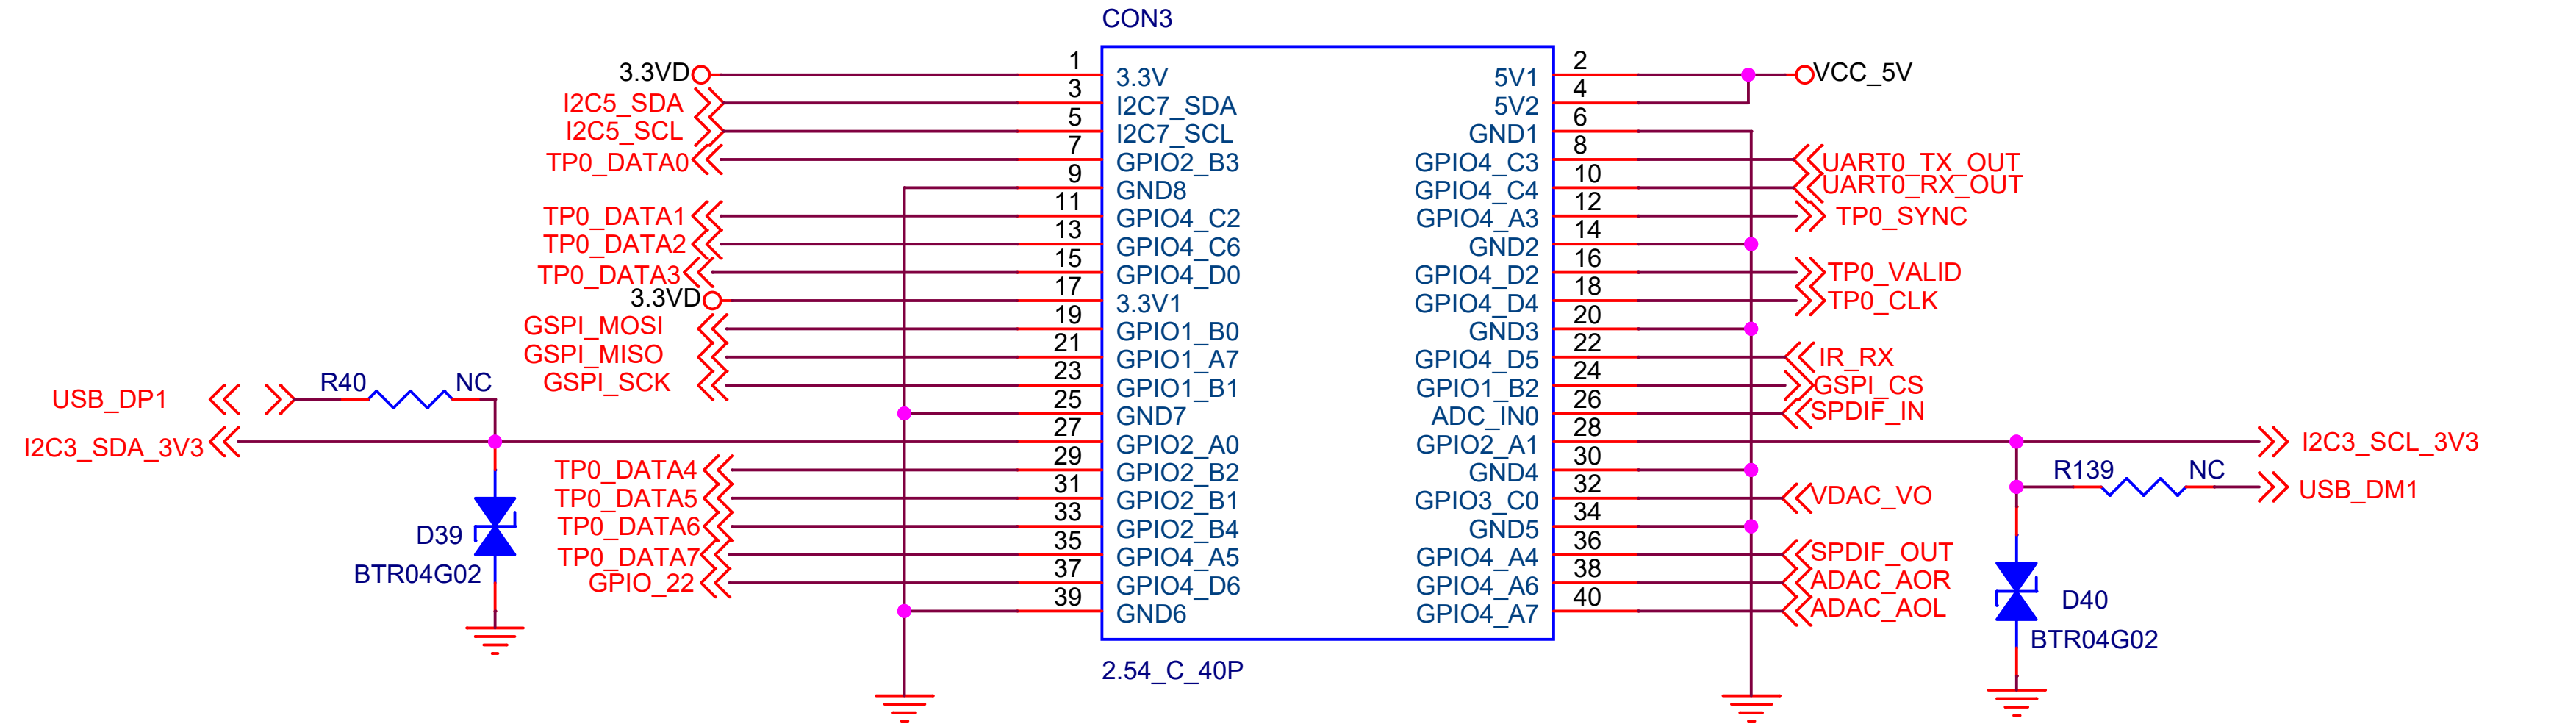 CON3
3.3VD 1 3.3V 5V1 2 VCC_5V
I2C5_SDA 3 I2C7_SDA 5V2 4
I2C5_SCL 5 I2C7_SCL GND1 6
TP0_DATA0 7 GPIO2_B3 GPIO4_C3 8 UART0_TX_OUT
9 GND8 GPIO4_C4 10 UART0_RX_OUT
TP0_DATA1 11 GPIO4_C2 GPIO4_A3 12 TP0_SYNC
TP0_DATA2 13 GPIO4_C6 GND2 14
TP0_DATA3 15 GPIO4_D0 GPIO4_D2 16 TP0_VALID
3.3VD 17 3.3V1 GPIO4_D4 18 TP0_CLK
GSPI_MOSI 19 GPIO1_B0 GND3 20
GSPI_MISO 21 GPIO1_A7 GPIO4_D5 22 IR_RX
GSPI_SCK 23 GPIO1_B1 GPIO1_B2 24 GSPI_CS
USB_DP1 R40 NC 25 GND7 ADC_IN0 26 SPDIF_IN
I2C3_SDA_3V3 27 GPIO2_A0 GPIO2_A1 28 I2C3_SCL_3V3
TP0_DATA4 29 GPIO2_B2 GND4 30 R139 NC
TP0_DATA5 31 GPIO2_B1 GPIO3_C0 32 VDAC_VO USB_DM1
TP0_DATA6 33 GPIO2_B4 GND5 34
D39 TP0_DATA7 35 GPIO4_A5 GPIO4_A4 36 SPDIF_OUT
BTR04G02 GPIO_22 37 GPIO4_D6 GPIO4_A6 38 ADAC_AOR
39 GND6 GPIO4_A7 40 ADAC_AOL D40
BTR04G02
2.54_C_40P